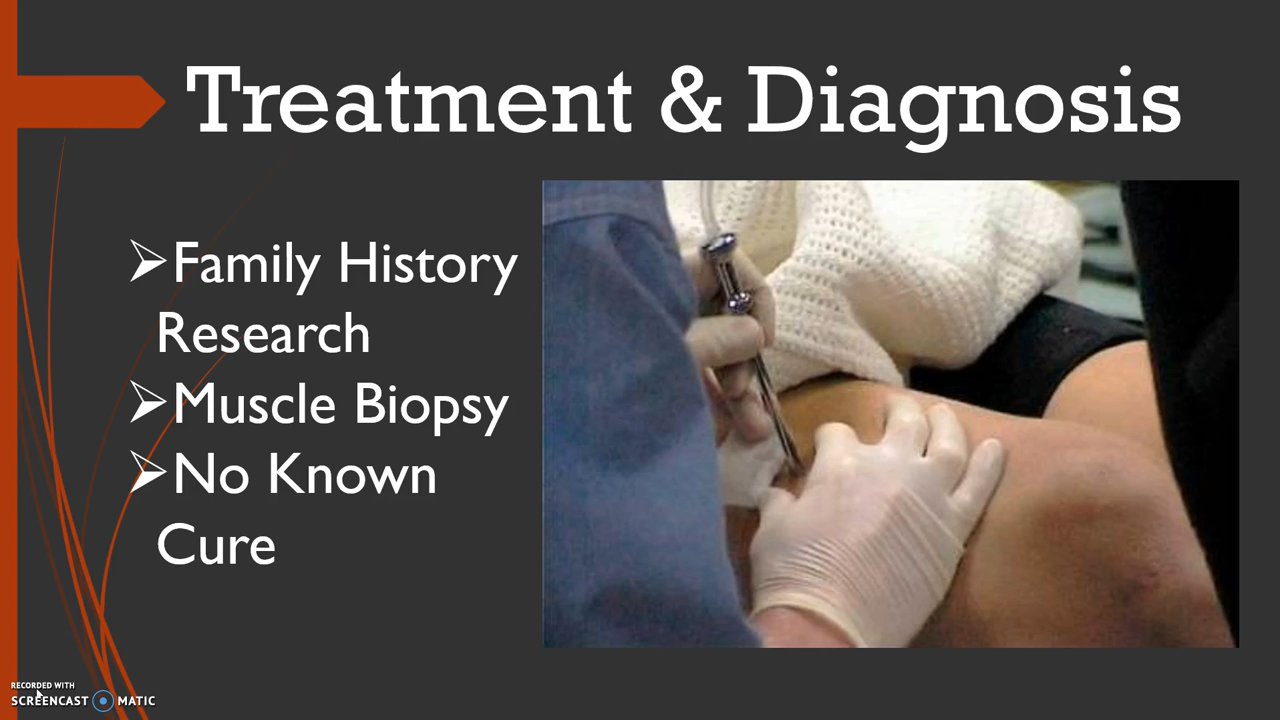 Treatment & Diagnosis
➢Family History
Research
➢Muscle Biopsy
➢No Known
Cure
RECORDED WITH
SCREENCAST MATIC